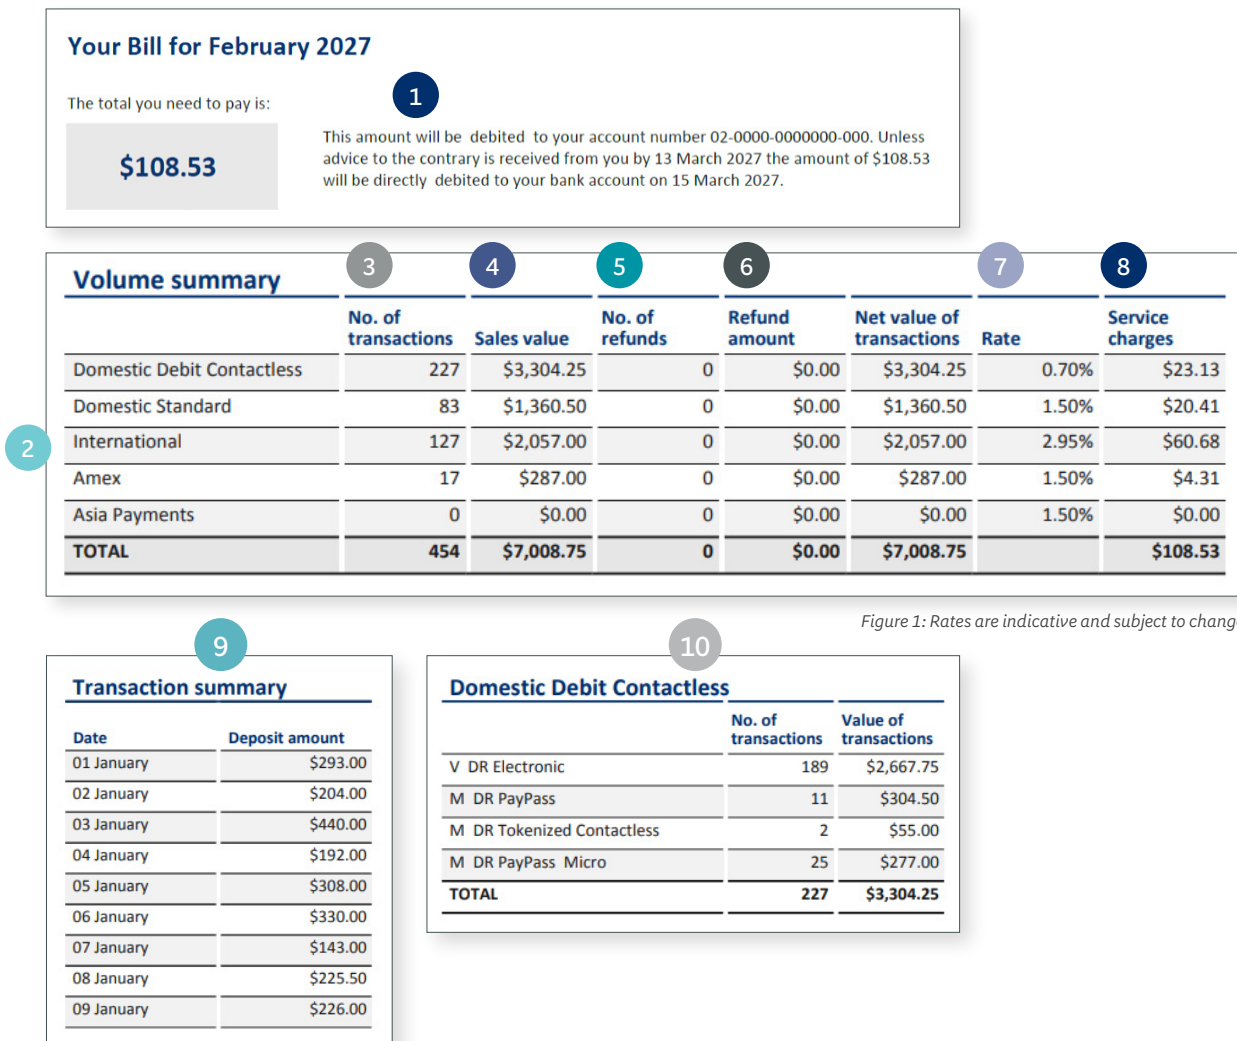 Your Bill for February 2027
1
The total you need to pay is:
$108.53
This amount will be debited to your account number 02-0000-0000000-000. Unless
advice to the contrary is received from you by 13 March 2027 the amount of $108.53
will be directly debited to your bank account on 15 March 2027.
3 4 5 6 7 8
Volume summary
No. of transactions Sales value No. of refunds Refund amount Net value of transactions Rate Service charges
Domestic Debit Contactless 227 $3,304.25 0 $0.00 $3,304.25 0.70% $23.13
Domestic Standard 83 $1,360.50 0 $0.00 $1,360.50 1.50% $20.41
2
International 127 $2,057.00 0 $0.00 $2,057.00 2.95% $60.68
Amex 17 $287.00 0 $0.00 $287.00 1.50% $4.31
Asia Payments 0 $0.00 0 $0.00 $0.00 1.50% $0.00
TOTAL 454 $7,008.75 0 $0.00 $7,008.75 $108.53
Figure 1: Rates are indicative and subject to chang
9
Transaction summary
Date Deposit amount
01 January $293.00
02 January $204.00
03 January $440.00
04 January $192.00
05 January $308.00
06 January $330.00
07 January $143.00
08 January $225.50
09 January $226.00
10
Domestic Debit Contactless
No. of transactions Value of transactions
V DR Electronic 189 $2,667.75
M DR PayPass 11 $304.50
M DR Tokenized Contactless 2 $55.00
M DR PayPass Micro 25 $277.00
TOTAL 227 $3,304.25